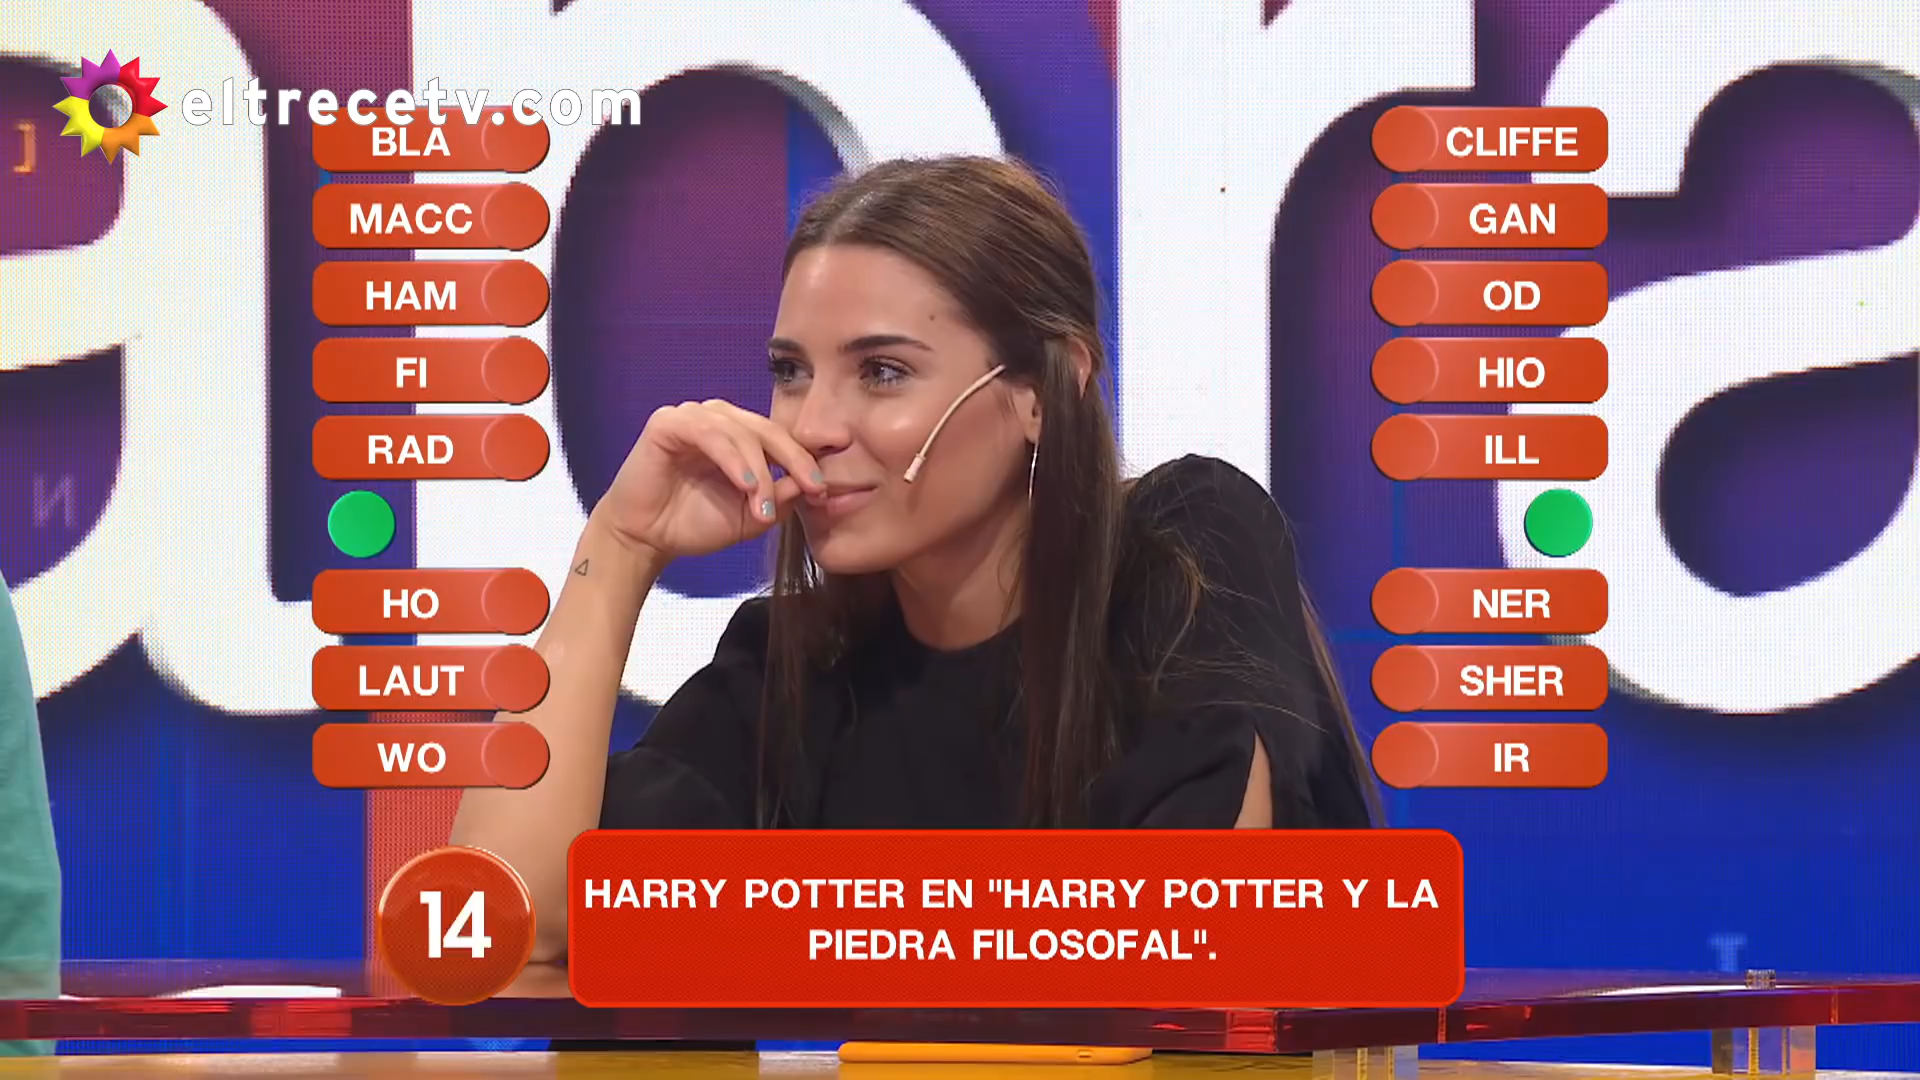 eltrecetv.com
BLA
MACC
HAM
FI
RAD
HO
LAUT
WO
CLIFFE
GAN
OD
HIO
ILL
NER
SHER
IR
14
HARRY POTTER EN "HARRY POTTER Y LA
PIEDRA FILOSOFAL".